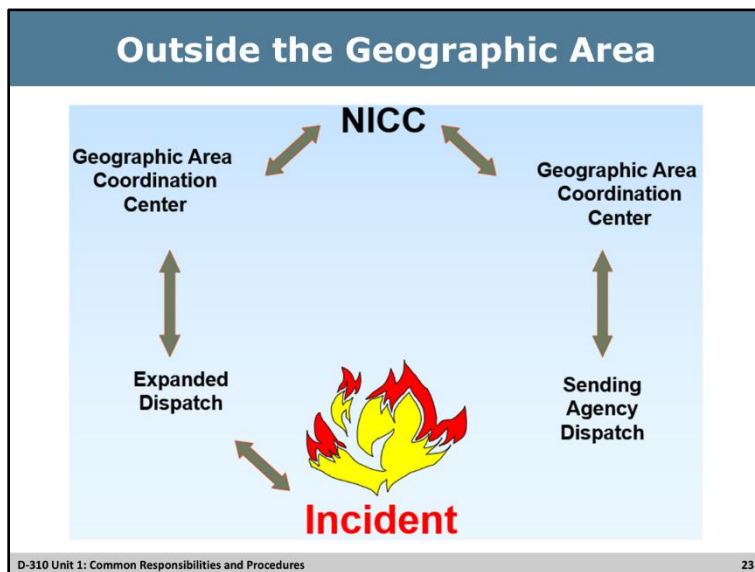 Outside the Geographic Area
NICC
Geographic Area
Coordination
Center
Geographic Area
Coordination
Center
Expanded
Dispatch
Sending
Agency
Dispatch
Incident
D-310 Unit 1: Common Responsibilities and Procedures
23